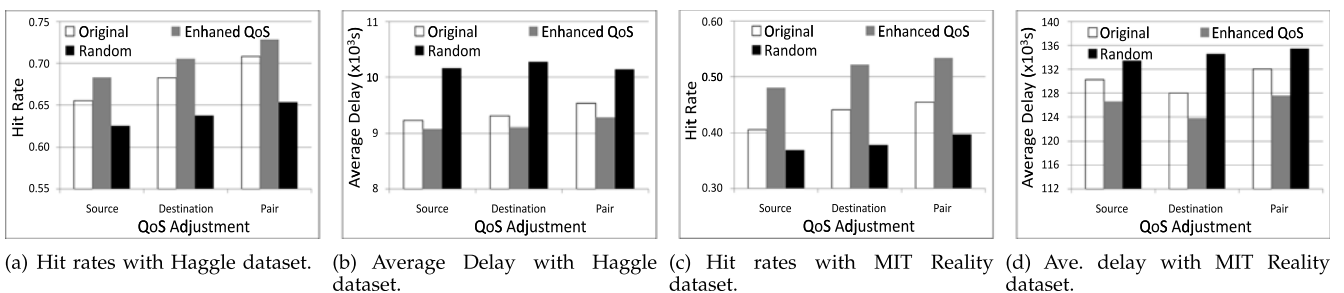 Original Enhaned QoS
Random
0.75
0.70
0.65
0.60
0.55
Hit Rate
Source Destination Pair
QoS Adjustment
(a) Hit rates with Haggle dataset.
Original Enhanced QoS
Random
11
10
9
8
Average Delay (x10³s)
Source Destination Pair
QoS Adjustment
(b) Average Delay with Haggle
dataset.
Original Enhanced QoS
Random
0.60
0.50
0.40
0.30
Hit Rate
Source Destination Pair
QoS Adjustment
(c) Hit rates with MIT Reality
dataset.
Original Enhanced QoS
Random
140
136
132
128
124
120
116
112
Average Delay (x10³s)
Source Destination Pair
QoS Adjustment
(d) Ave. delay with MIT Reality
dataset.